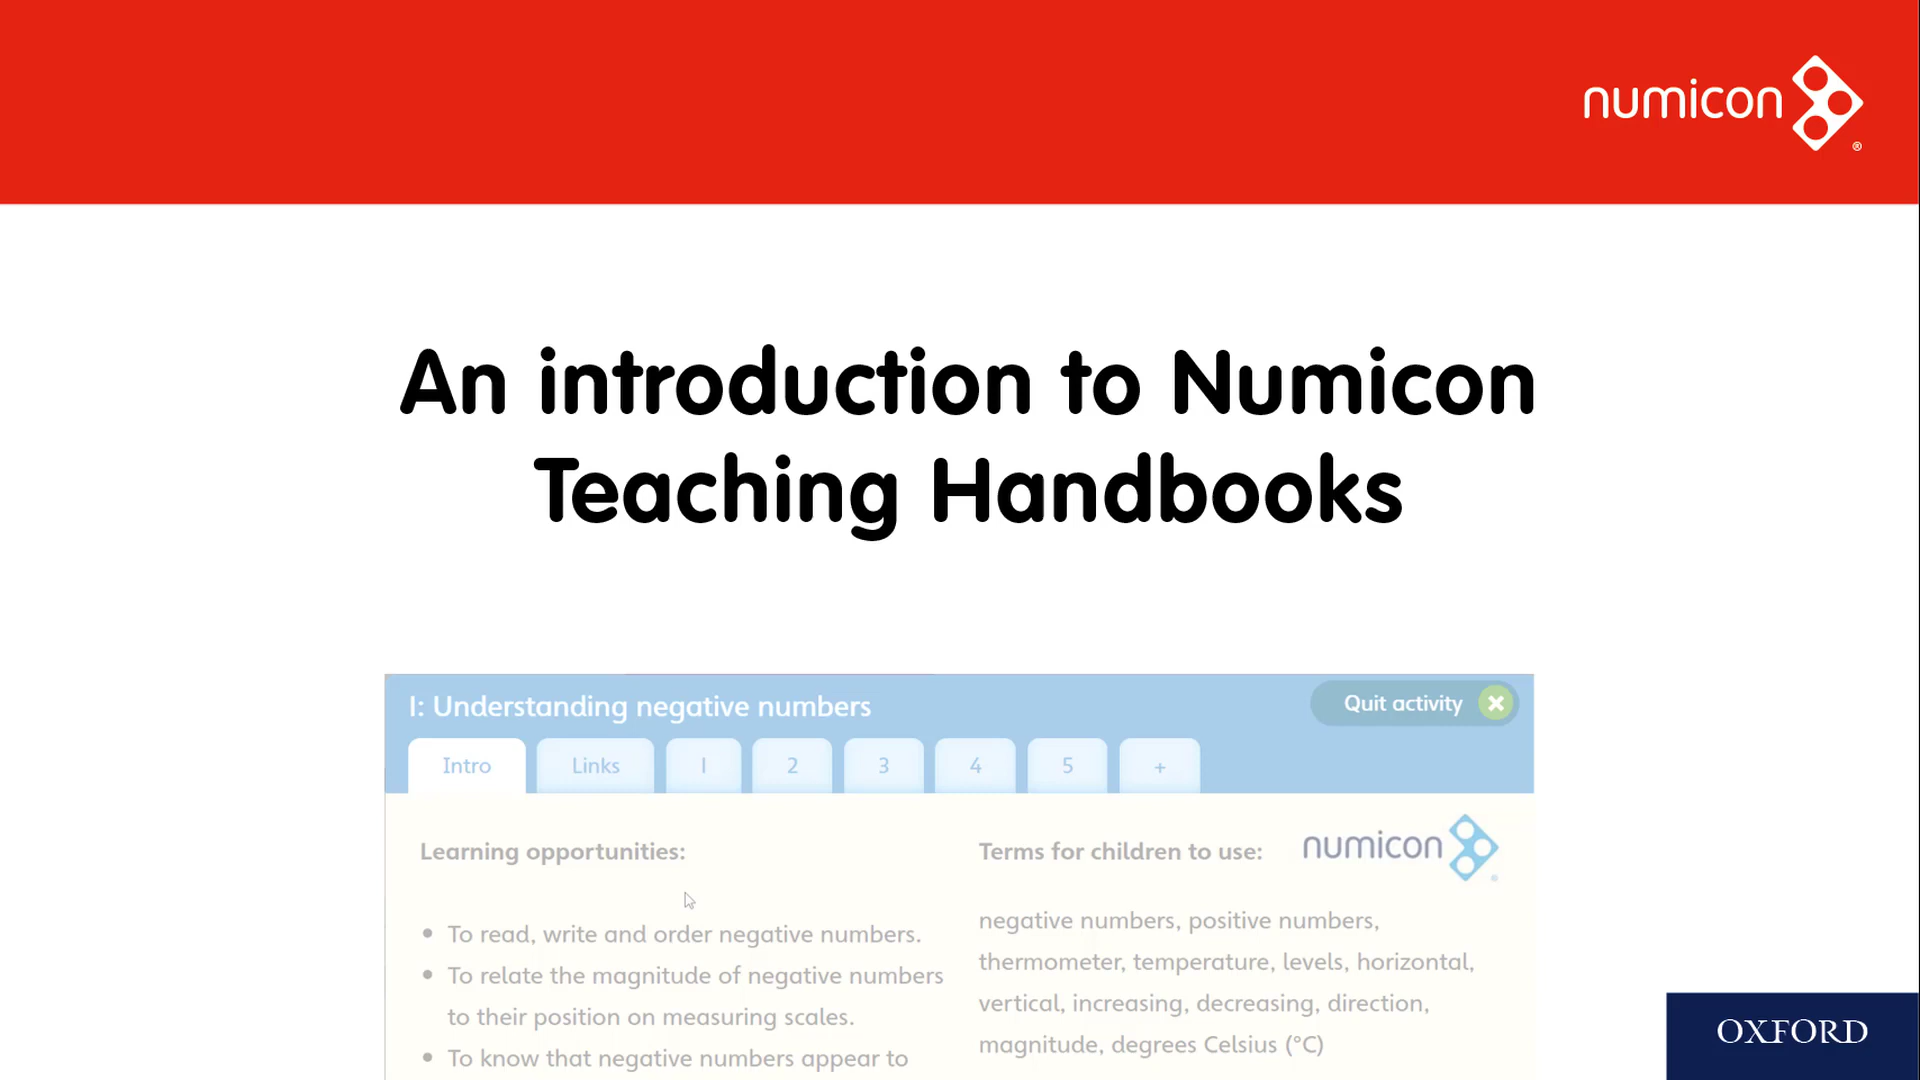 numicon
®
An introduction to Numicon
Teaching Handbooks
I: Understanding negative numbers
Quit activity
Intro Links I 2 3 4 5 +
Learning opportunities:
• To read, write and order negative numbers.
• To relate the magnitude of negative numbers
to their position on measuring scales.
• To know that negative numbers appear to
Terms for children to use:
numicon
negative numbers, positive numbers,
thermometer, temperature, levels, horizontal,
vertical, increasing, decreasing, direction,
magnitude, degrees Celsius (°C)
OXFORD